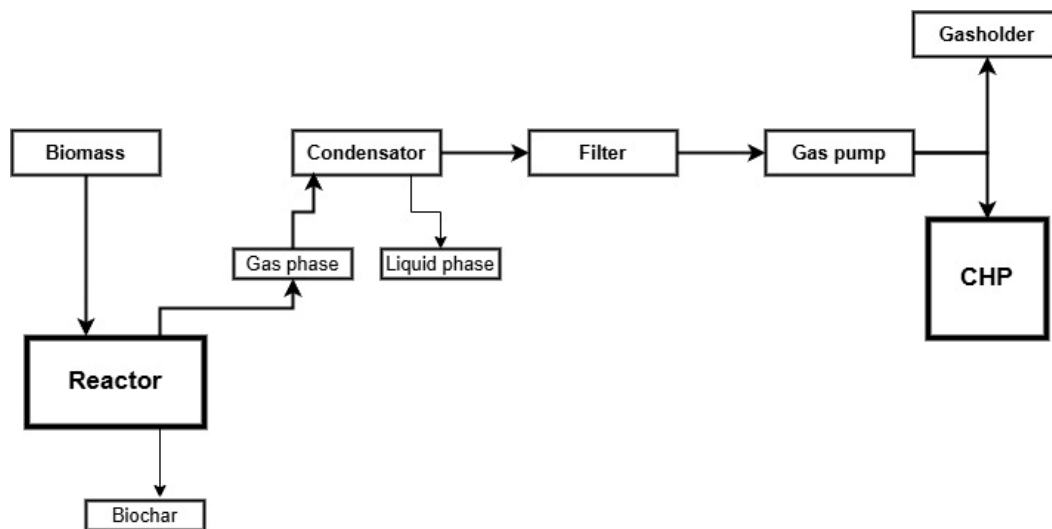 Gasholder
Biomass
Condensator
Filter
Gas pump
Gas phase
Liquid phase
CHP
Reactor
Biochar